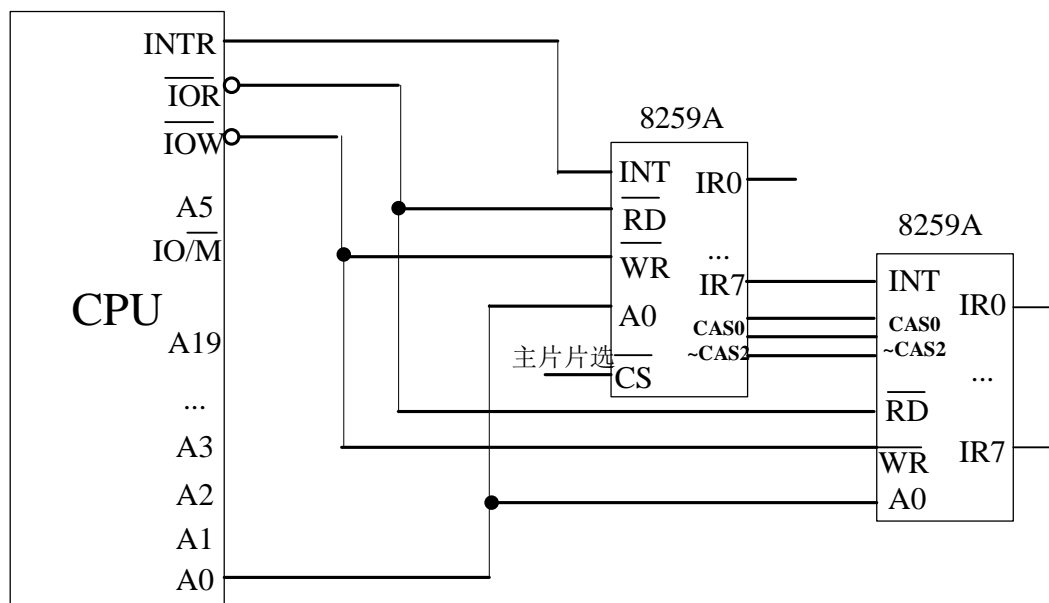 INTR
IOR
IOW
A5
IO/M
CPU
A19
...
A3
A2
A1
A0
8259A
INT
IR0
RD
WR
...
IR7
A0
CAS0
~CAS2
主片片选
CS
8259A
INT
IR0
CAS0
~CAS2
...
RD
IR7
WR
A0